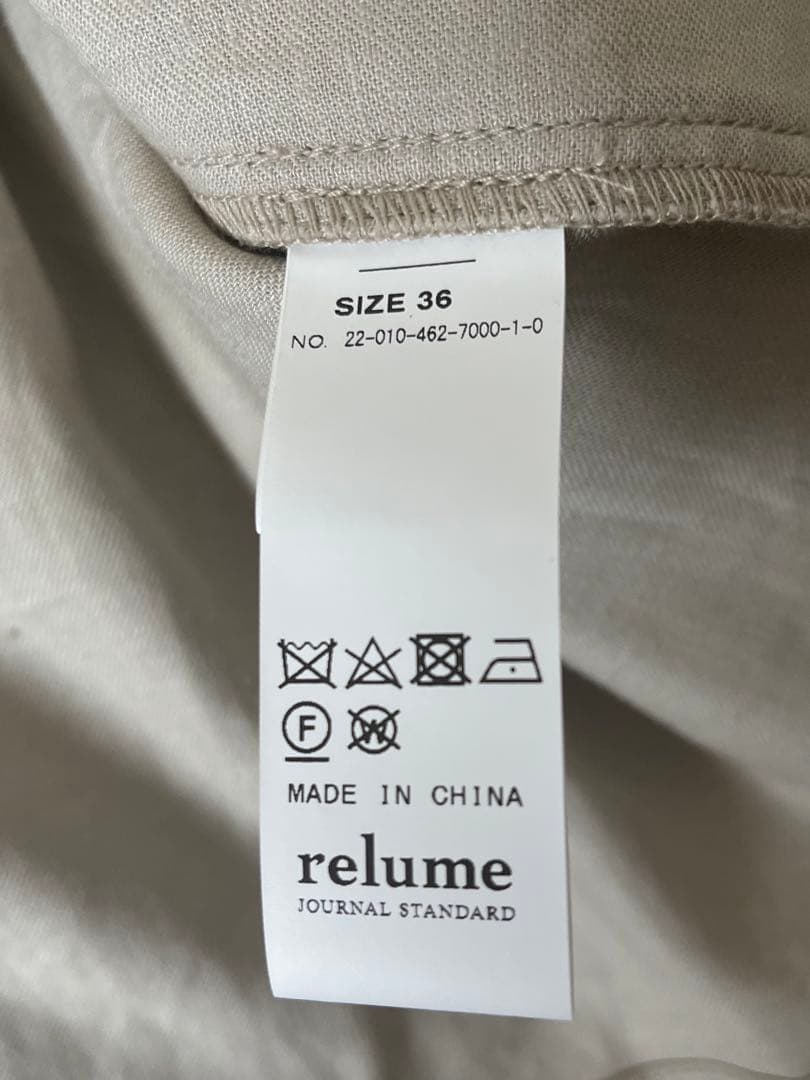 SIZE 36
NO. 22-010-462-7000-1-0
F W
MADE IN CHINA
relume
JOURNAL STANDARD